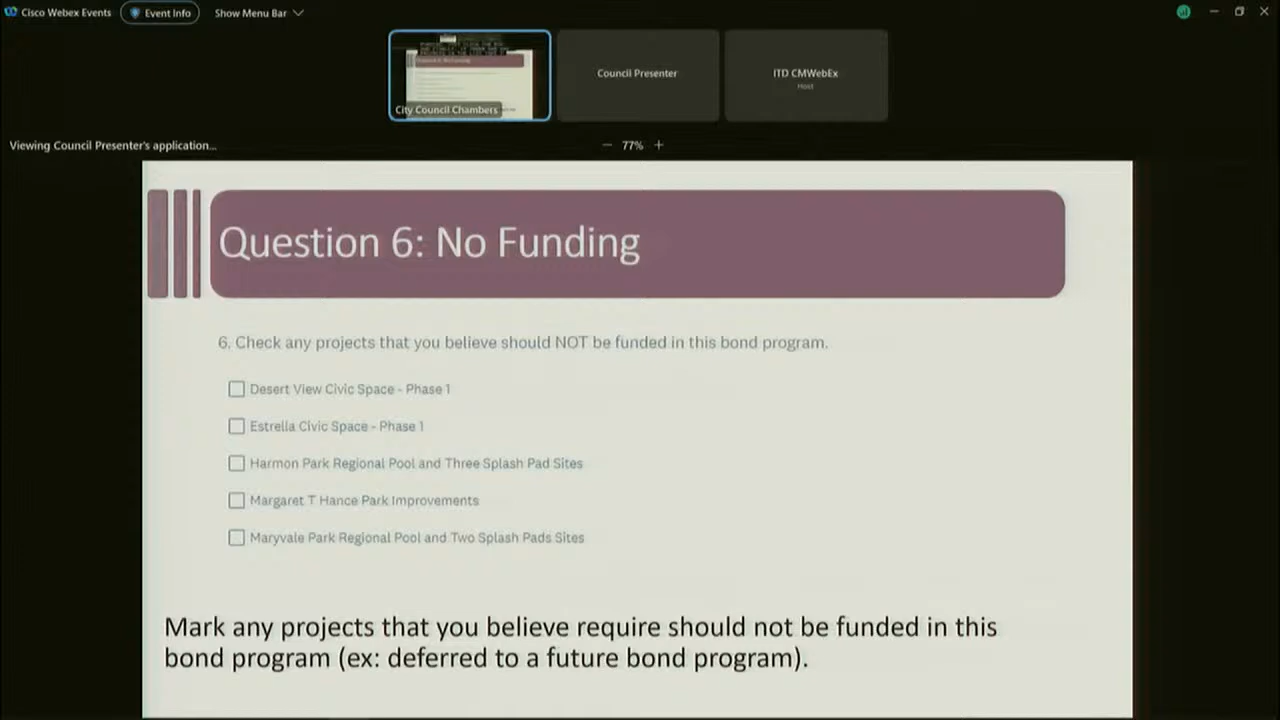 Cisco Webex Events
Event Info
Show Menu Bar
City Council Chambers
Council Presenter
ITD CMWebEx
Host
Viewing Council Presenter's application...
77%
Question 6: No Funding
6. Check any projects that you believe should NOT be funded in this bond program.
Desert View Civic Space - Phase 1
Estrella Civic Space - Phase 1
Harmon Park Regional Pool and Three Splash Pad Sites
Margaret T Hance Park Improvements
Maryvale Park Regional Pool and Two Splash Pads Sites
Mark any projects that you believe require should not be funded in this
bond program (ex: deferred to a future bond program).